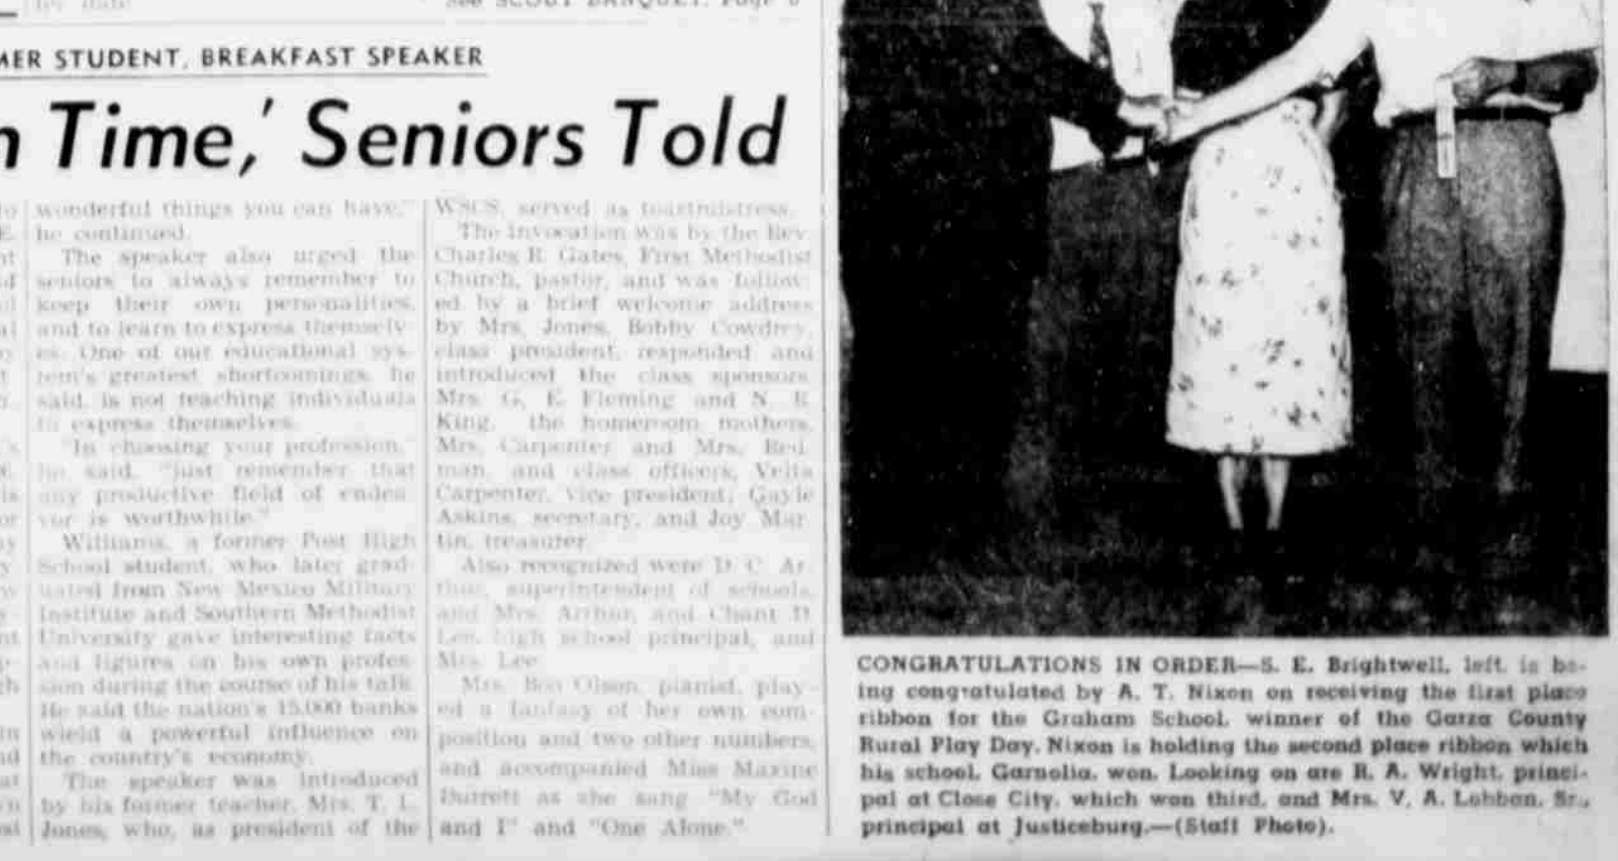 her date
See SCOUT BANQUET, Page 8
MER STUDENT, BREAKFAST SPEAKER
n Time,' Seniors Told
wonderful things you can have,"
he continued.
The speaker also urged the
seniors to always remember to
keep their own personalities,
and to learn to express themselv-
es. One of our educational sys-
tem's greatest shortcomings, he
said, is not teaching individuals
to express themselves.
"In choosing your profession,"
he said, "just remember that
any productive field of endea-
vor is worthwhile."
Williams, a former Post High
School student, who later grad-
uated from New Mexico Military
Institute and Southern Methodist
University gave interesting facts
and figures on his own profes-
sion during the course of his talk.
He said the nation's 15,000 banks
wield a powerful influence on
the country's economy.
The speaker was introduced
by his former teacher, Mrs. T. L.
Jones, who, as president of the
WSCS, served as toastmistress.
The invocation was by the Rev.
Charles R. Gates, First Methodist
Church, pastor, and was follow-
ed by a brief welcome address
by Mrs. Jones. Bobby Cowdrey,
class president, responded and
introduced the class sponsors
Mrs. G. E. Fleming and N. R.
King, the homeroom mothers,
Mrs. Carpenter and Mrs. Red-
man, and class officers, Velta
Carpenter, vice president; Gayle
Askins, secretary, and Joy Mar-
tin, treasurer.
Also recognized were D. C. Ar-
thur, superintendent of schools,
and Mrs. Arthur, and Chant D.
Lee, high school principal, and
Mrs. Lee.
Mrs. Boo Olson, pianist, play-
ed a fantasy of her own com-
position and two other numbers,
and accompanied Miss Maxine
Durrett as she sang "My God
and I" and "One Alone."
CONGRATULATIONS IN ORDER—S. E. Brightwell, left, is be-
ing congratulated by A. T. Nixon on receiving the first place
ribbon for the Graham School, winner of the Garza County
Rural Play Day. Nixon is holding the second place ribbon which
his school, Garnolia, won. Looking on are R. A. Wright, princi-
pal at Close City, which won third, and Mrs. V. A. Lobban, Sr.,
principal at Justiceburg.—(Staff Photo).